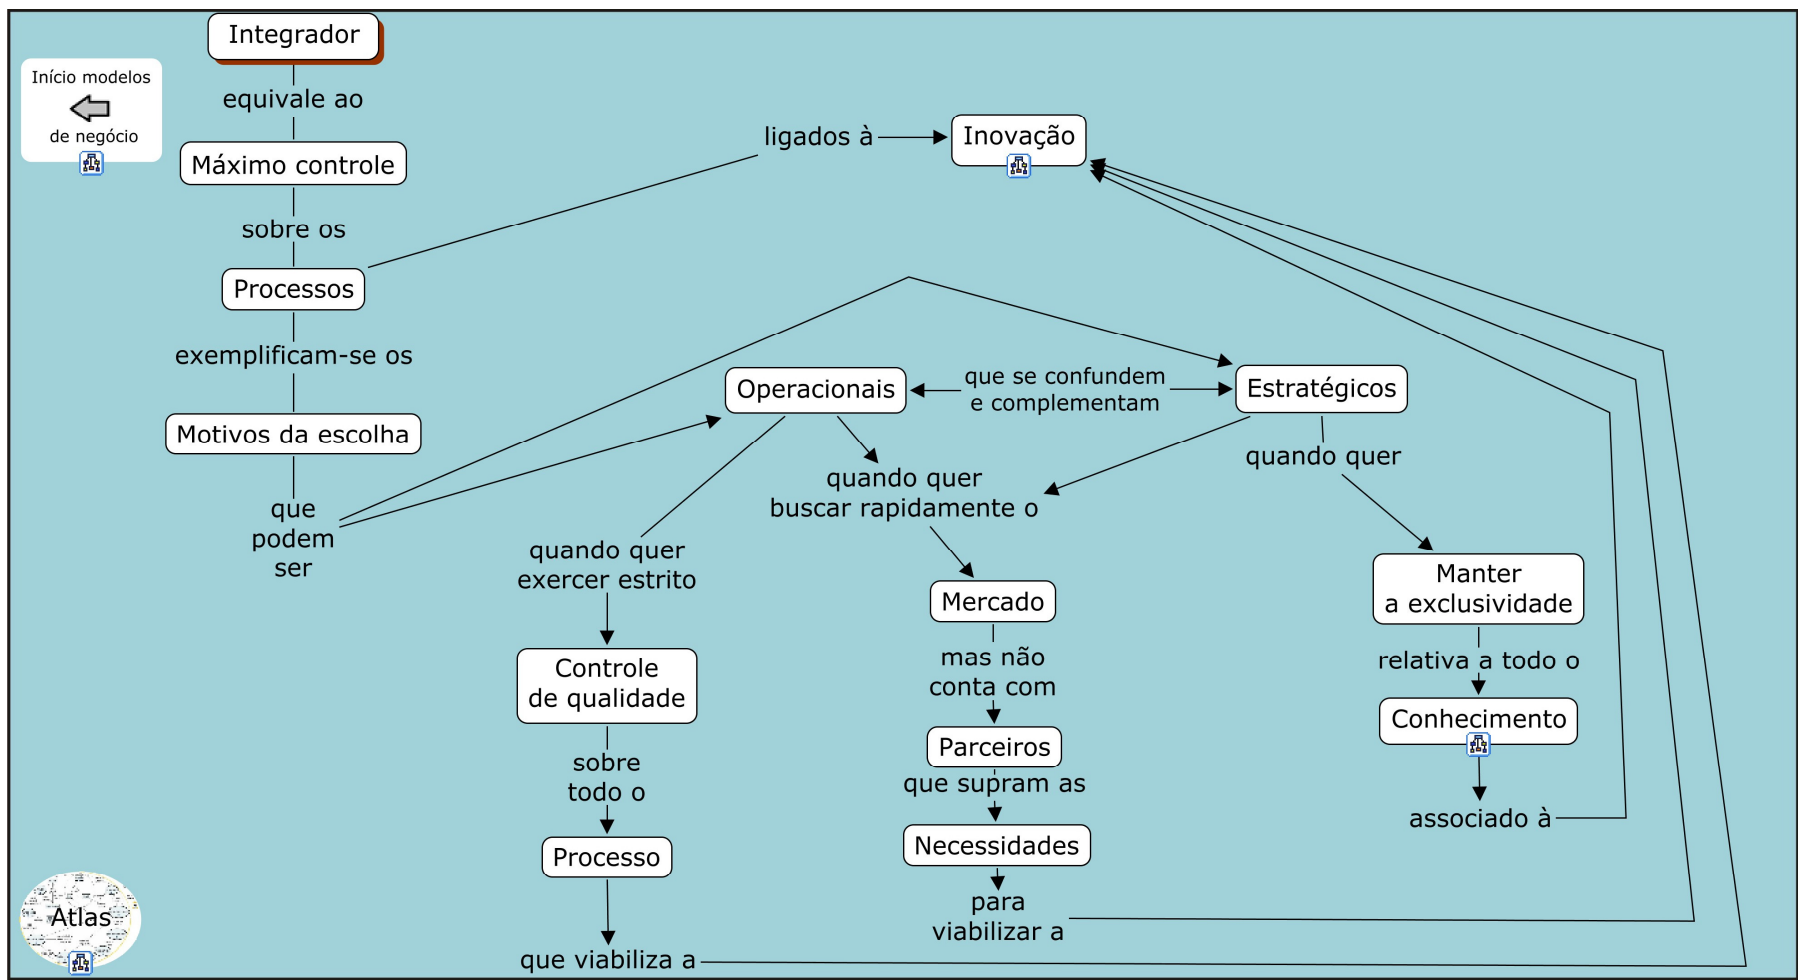 Integrador
Início modelos
de negócio
equivale ao
Máximo controle
sobre os
Processos
ligados à
Inovação
exemplificam-se os
Motivos da escolha
que
podem
ser
Operacionais
que se confundem
e complementam
Estratégicos
quando quer
exercer estrito
Controle
de qualidade
sobre
todo o
Processo
que viabiliza a
quando quer
buscar rapidamente o
Mercado
mas não
conta com
Parceiros
que supram as
Necessidades
para
viabilizar a
quando quer
Manter
a exclusividade
relativa a todo o
Conhecimento
associado à
Atlas